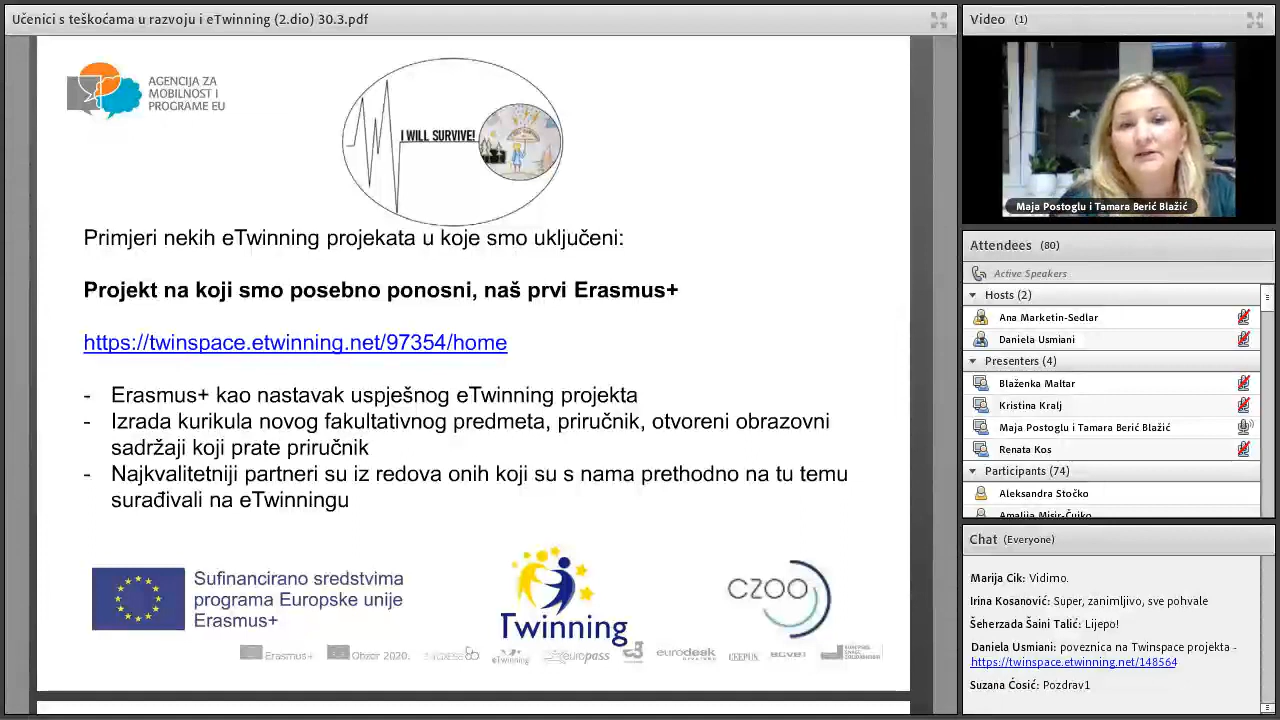 Učenici s teškoćama u razvoju i eTwinning (2.dio) 30.3.pdf
AGENCIJA ZA
MOBILNOST I
PROGRAME EU
I WILL SURVIVE!
Primjeri nekih eTwinning projekata u koje smo uključeni:
Projekt na koji smo posebno ponosni, naš prvi Erasmus+
https://twinspace.etwinning.net/97354/home
- Erasmus+ kao nastavak uspješnog eTwinning projekta
- Izrada kurikula novog fakultativnog predmeta, priručnik, otvoreni obrazovni
sadržaji koji prate priručnik
- Najkvalitetniji partneri su iz redova onih koji su s nama prethodno na tu temu
surađivali na eTwinningu
Sufinancirano sredstvima
programa Europske unije
Erasmus+
Twinning
CZOO
Erasmus+
Obzor 2020.
eTwinning
europass
eurodesk
Video (1)
Maja Postoglu i Tamara Berić Blažić
Attendees (80)
Active Speakers
Hosts (2)
Ana Marketin-Sedlar
Daniela Usmiani
Presenters (4)
Blaženka Maltar
Kristina Kralj
Maja Postoglu i Tamara Berić Blažić
Renata Kos
Participants (74)
Aleksandra Stočko
Amalija Misir-Čujko
Chat (Everyone)
Marija Cik: Vidimo.
Irina Kosanović: Super, zanimljivo, sve pohvale
Šeherzada Šaini Talić: Lijepo!
Daniela Usmiani: poveznica na Twinspace projekta -
https://twinspace.etwinning.net/148564
Suzana Ćosić: Pozdrav1